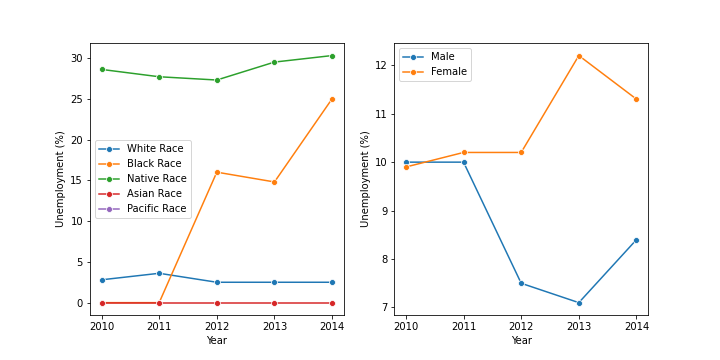 30
25
20
15
10
5
0
Unemployment (%)
White Race
Black Race
Native Race
Asian Race
Pacific Race
2010 2011 2012 2013 2014
Year
12
11
10
9
8
7
Unemployment (%)
Male
Female
2010 2011 2012 2013 2014
Year